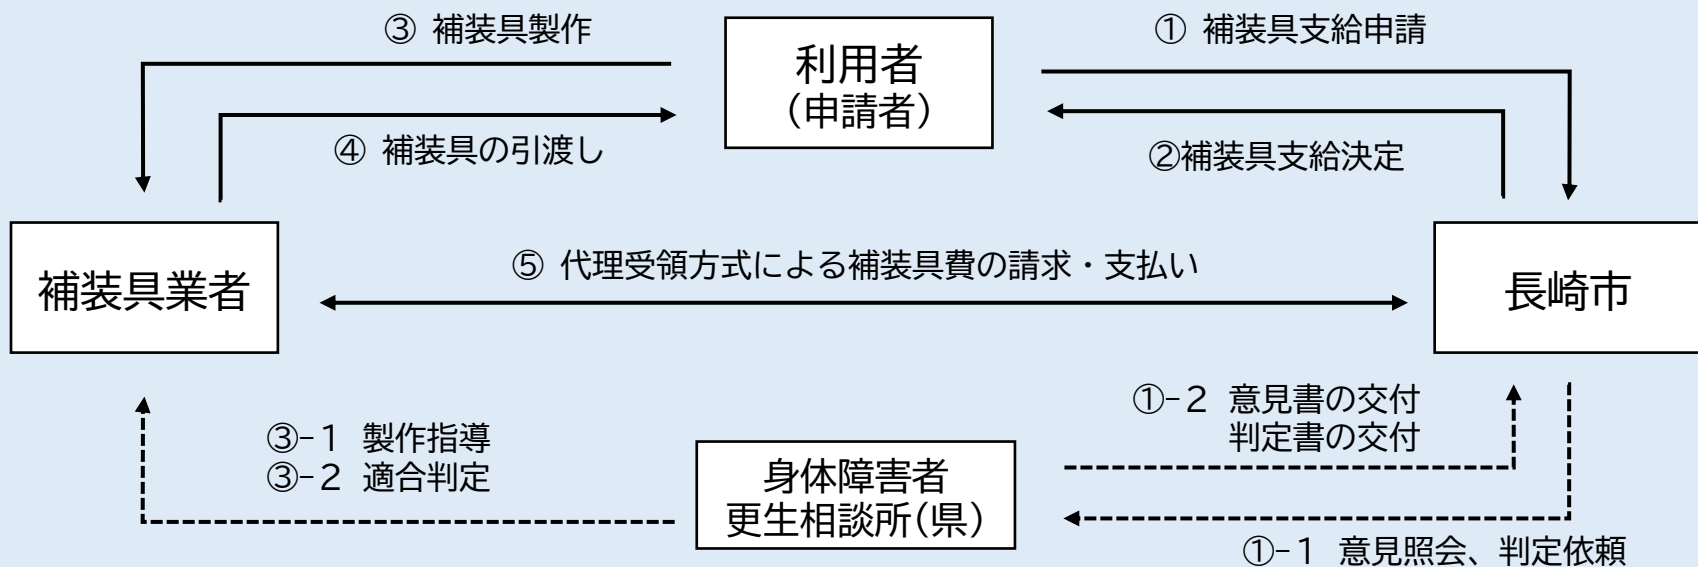 ③ 補装具製作
利用者
（申請者）
① 補装具支給申請
④ 補装具の引渡し
②補装具支給決定
補装具業者
⑤ 代理受領方式による補装具費の請求・支払い
長崎市
③-１ 製作指導
③-２ 適合判定
身体障害者
更生相談所（県）
①-２ 意見書の交付
判定書の交付
①-１ 意見照会、判定依頼